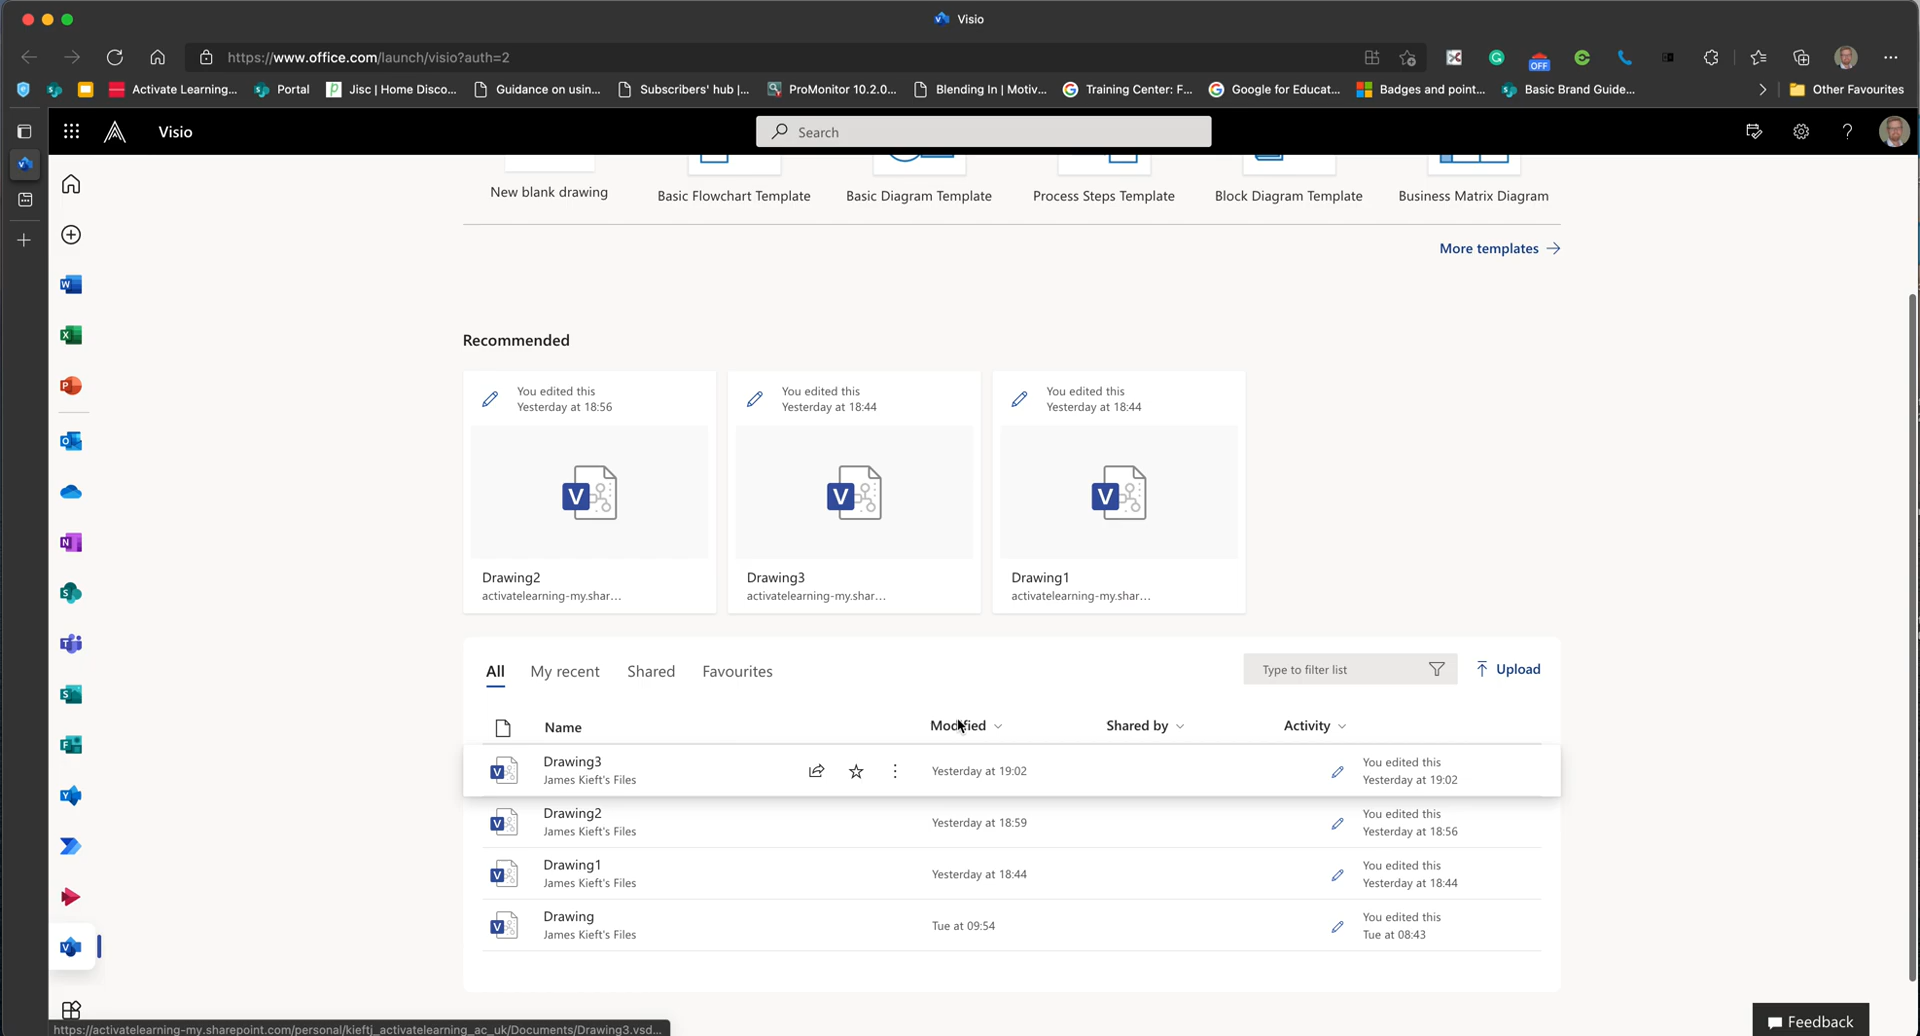 Visio
https://www.office.com/launch/visio?auth=2
OFF
Activate Learning...
Portal
Jisc | Home Disco...
Guidance on usin...
Subscribers' hub |...
ProMonitor 10.2.0...
Blending In | Motiv...
Training Center: F...
Google for Educat...
Badges and point...
Basic Brand Guide...
Other Favourites
Visio
Search
New blank drawing
Basic Flowchart Template
Basic Diagram Template
Process Steps Template
Block Diagram Template
Business Matrix Diagram
More templates
Recommended
You edited this
Yesterday at 18:56
You edited this
Yesterday at 18:44
You edited this
Yesterday at 18:44
V
V
V
Drawing2
activatelearning-my.shar...
Drawing3
activatelearning-my.shar...
Drawing1
activatelearning-my.shar...
All
My recent
Shared
Favourites
Type to filter list
Upload
Name
Modified
Shared by
Activity
Drawing3
James Kieft's Files
Yesterday at 19:02
You edited this
Yesterday at 19:02
Drawing2
James Kieft's Files
Yesterday at 18:59
You edited this
Yesterday at 18:56
Drawing1
James Kieft's Files
Yesterday at 18:44
You edited this
Yesterday at 18:44
Drawing
James Kieft's Files
Tue at 09:54
You edited this
Tue at 08:43
Feedback
https://activatelearning-my.sharepoint.com/personal/kieftj_activatelearning_ac_uk/Documents/Drawing3.vsd...